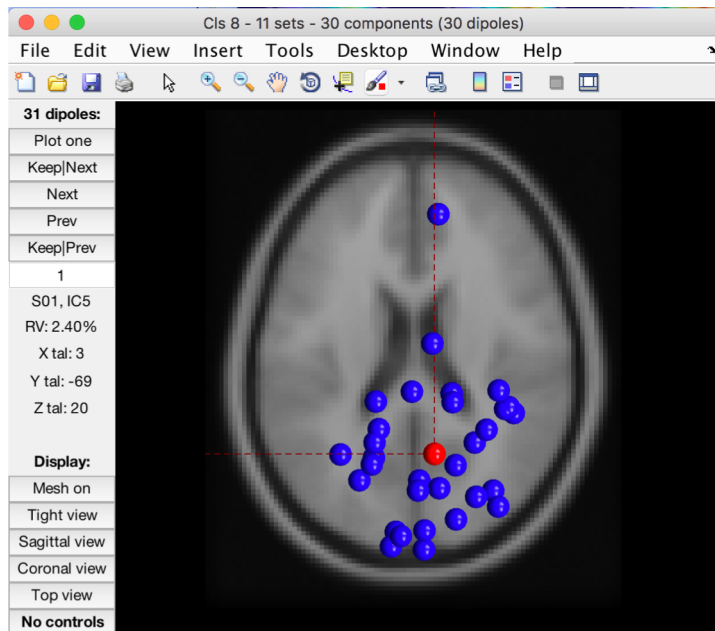 Cls 8 - 11 sets - 30 components (30 dipoles)
File Edit View Insert Tools Desktop Window Help
31 dipoles:
Plot one
Keep|Next
Next
Prev
Keep|Prev
1
S01, IC5
RV: 2.40%
X tal: 3
Y tal: -69
Z tal: 20
Display:
Mesh on
Tight view
Sagittal view
Coronal view
Top view
No controls